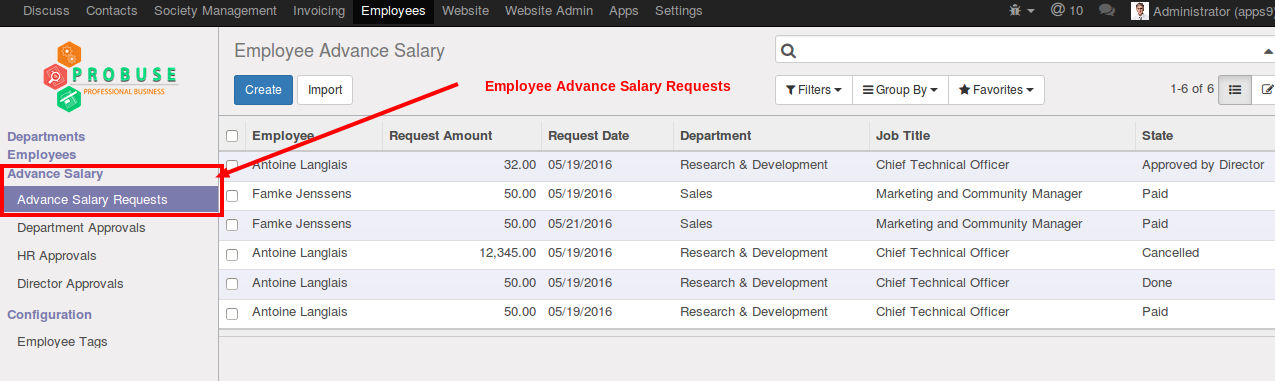 Discuss Contacts Society Management Invoicing Employees Website Website Admin Apps Settings @ 10 Administrator (apps9
PROBUSE
PROFESSIONAL BUSINESS
Departments
Employees
Advance Salary
Advance Salary Requests
Department Approvals
HR Approvals
Director Approvals
Configuration
Employee Tags
Employee Advance Salary
Create Import
Employee Advance Salary Requests
Filters Group By Favorites 1-6 of 6
Employee Request Amount Request Date Department Job Title State
Antoine Langlais 32.00 05/19/2016 Research & Development Chief Technical Officer Approved by Director
Famke Jenssens 50.00 05/19/2016 Sales Marketing and Community Manager Paid
Famke Jenssens 50.00 05/21/2016 Sales Marketing and Community Manager Paid
Antoine Langlais 12,345.00 05/19/2016 Research & Development Chief Technical Officer Cancelled
Antoine Langlais 50.00 05/19/2016 Research & Development Chief Technical Officer Done
Antoine Langlais 50.00 05/19/2016 Research & Development Chief Technical Officer Paid